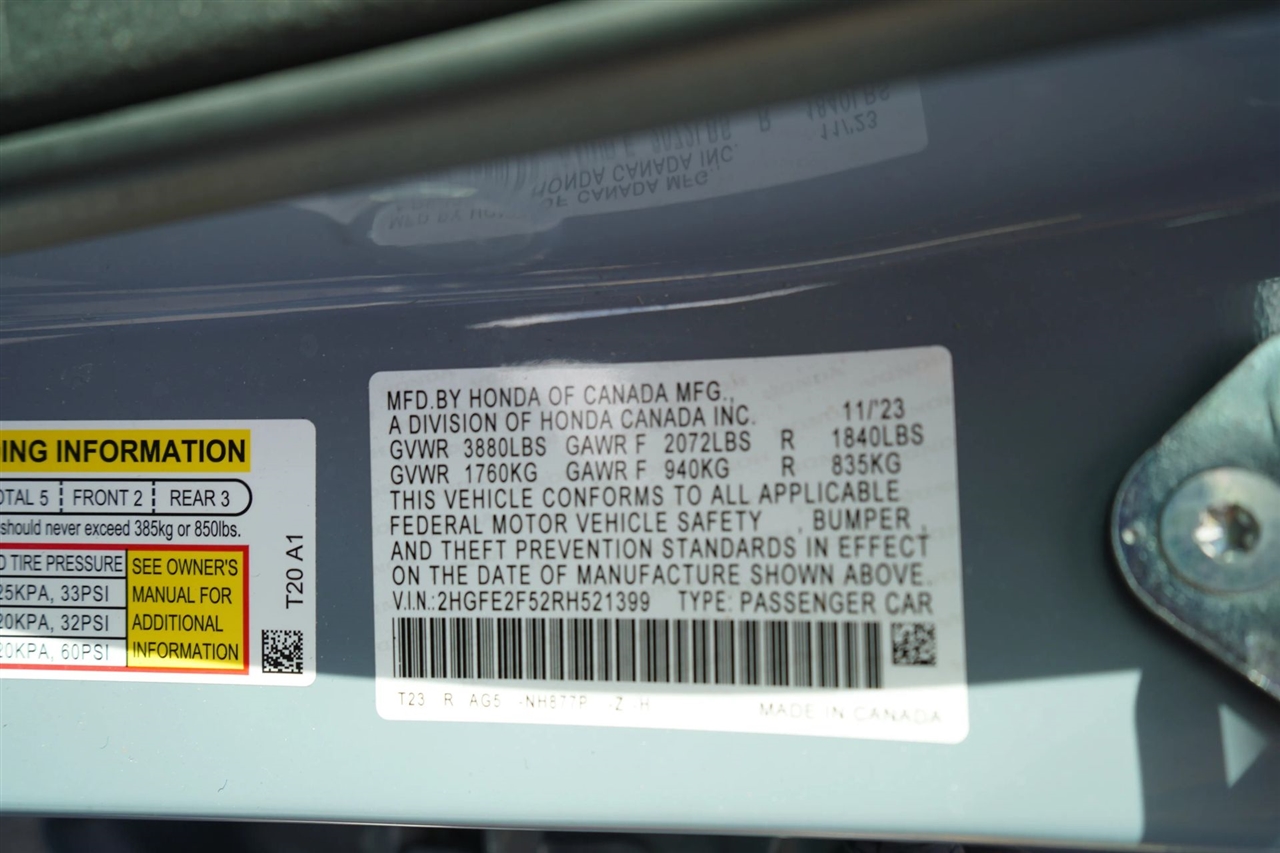 MFD.BY HONDA OF CANADA MFG.,
A DIVISION OF HONDA CANADA INC. 11/'23
GVWR 3880LBS GAWR F 2072LBS R 1840LBS
GVWR 1760KG GAWR F 940KG R 835KG
THIS VEHICLE CONFORMS TO ALL APPLICABLE
FEDERAL MOTOR VEHICLE SAFETY , BUMPER ,
AND THEFT PREVENTION STANDARDS IN EFFECT
ON THE DATE OF MANUFACTURE SHOWN ABOVE.
V.I.N.:2HGFE2F52RH521399 TYPE: PASSENGER CAR
T23 R AG5 -NH877P -Z -H
MADE IN CANADA
ING INFORMATION
OTAL 5 FRONT 2 REAR 3
should never exceed 385kg or 850lbs.
D TIRE PRESSURE
25KPA, 33PSI
20KPA, 32PSI
20KPA, 60PSI
SEE OWNER'S
MANUAL FOR
ADDITIONAL
INFORMATION
T20 A1